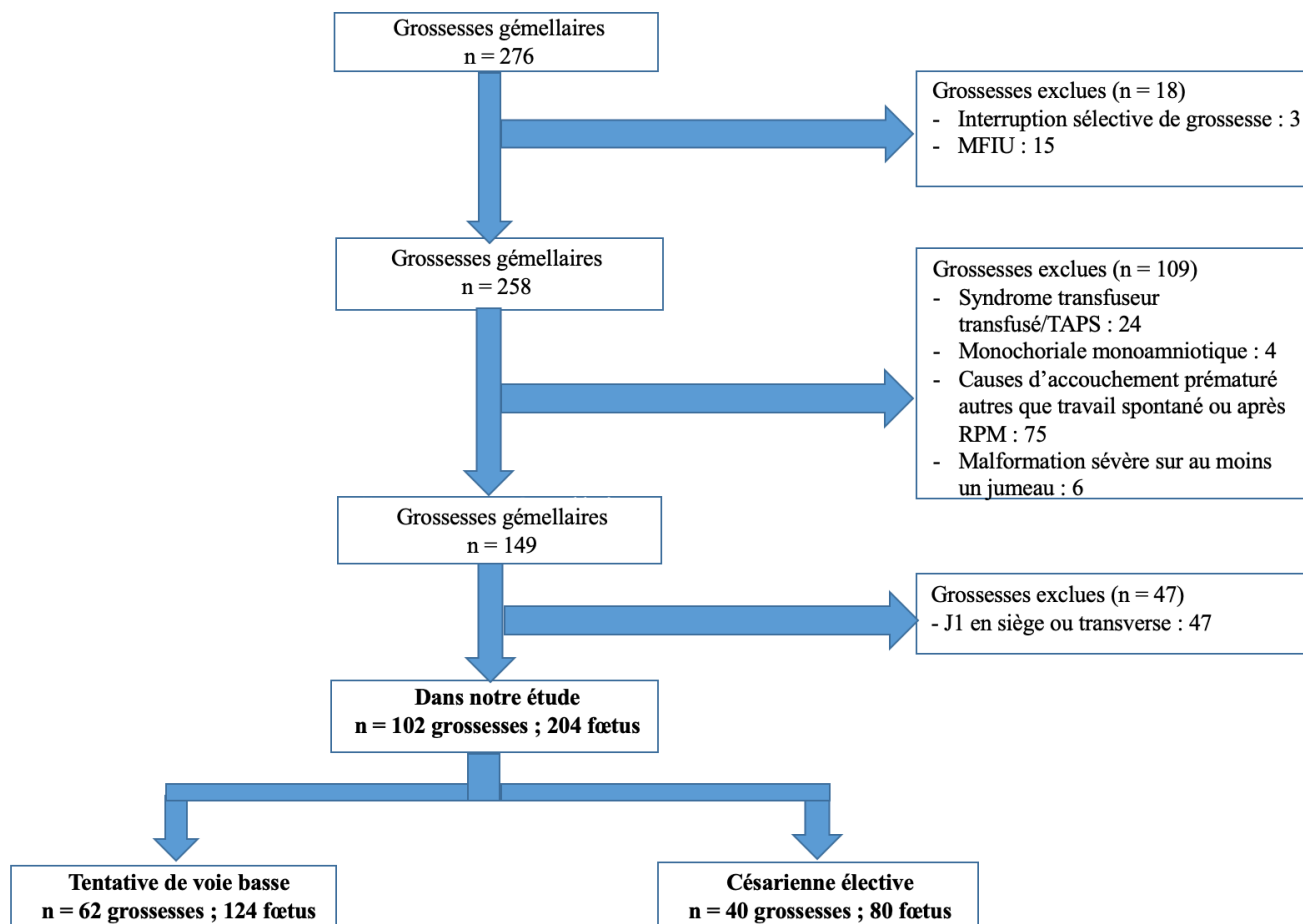 Grossesses gémellaires
n = 276
Grossesses exclues (n = 18)
- Interruption sélective de grossesse : 3
- MFIU : 15
Grossesses gémellaires
n = 258
Grossesses exclues (n = 109)
- Syndrome transfuseur
transfusé/TAPS : 24
- Monochoriale monoamniotique : 4
- Causes d’accouchement prématuré
autres que travail spontané ou après
RPM : 75
- Malformation sévère sur au moins
un jumeau : 6
Grossesses gémellaires
n = 149
Grossesses exclues (n = 47)
- J1 en siège ou transverse : 47
Dans notre étude
n = 102 grossesses ; 204 fœtus
Tentative de voie basse
n = 62 grossesses ; 124 fœtus
Césarienne élective
n = 40 grossesses ; 80 fœtus